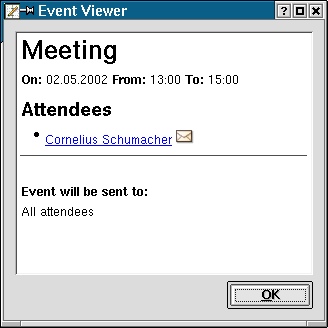 Event Viewer
Meeting
On: 02.05.2002 From: 13:00 To: 15:00
Attendees
Cornelius Schumacher
Event will be sent to:
All attendees
OK